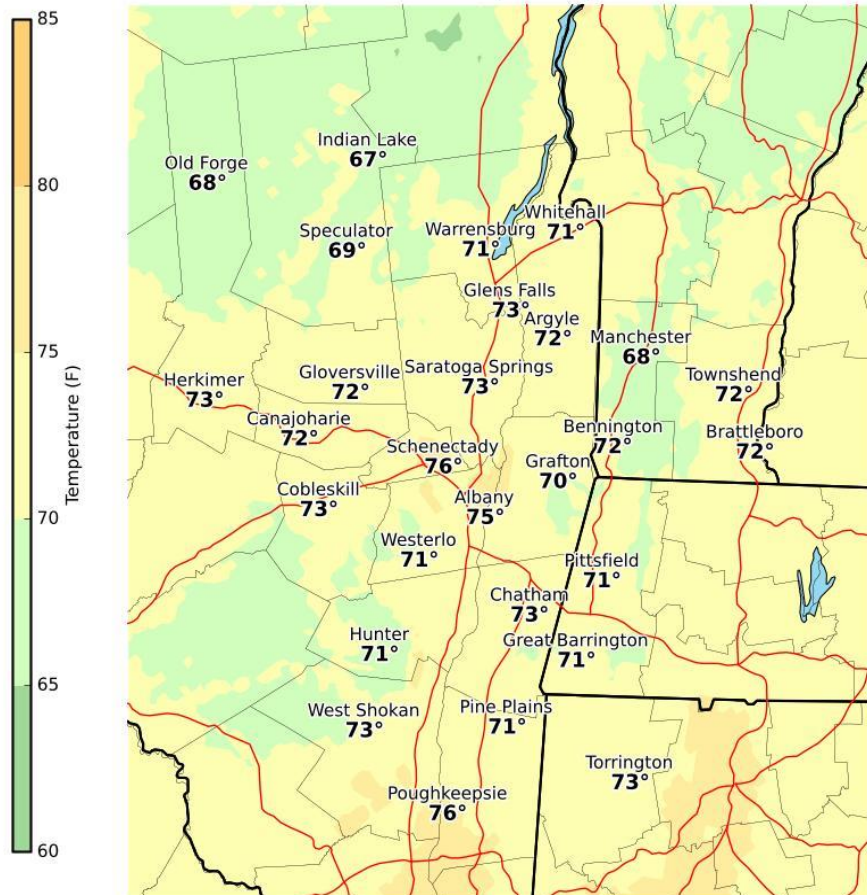 85
80
75
70
65
60
Temperature (F)
Indian Lake
67°
Old Forge
68°
Whitehall
71°
Speculator
69°
Warrensburg
71°
Glens Falls
73°
Argyle
72°
Manchester
68°
Gloversville
72°
Saratoga Springs
73°
Herkimer
73°
Townshend
72°
Canajoharie
72°
Bennington
72°
Brattleboro
72°
Schenectady
76°
Grafton
70°
Cobleskill
73°
Albany
75°
Westerlo
71°
Pittsfield
71°
Chatham
73°
Hunter
71°
Great Barrington
71°
West Shokan
73°
Pine Plains
71°
Torrington
73°
Poughkeepsie
76°